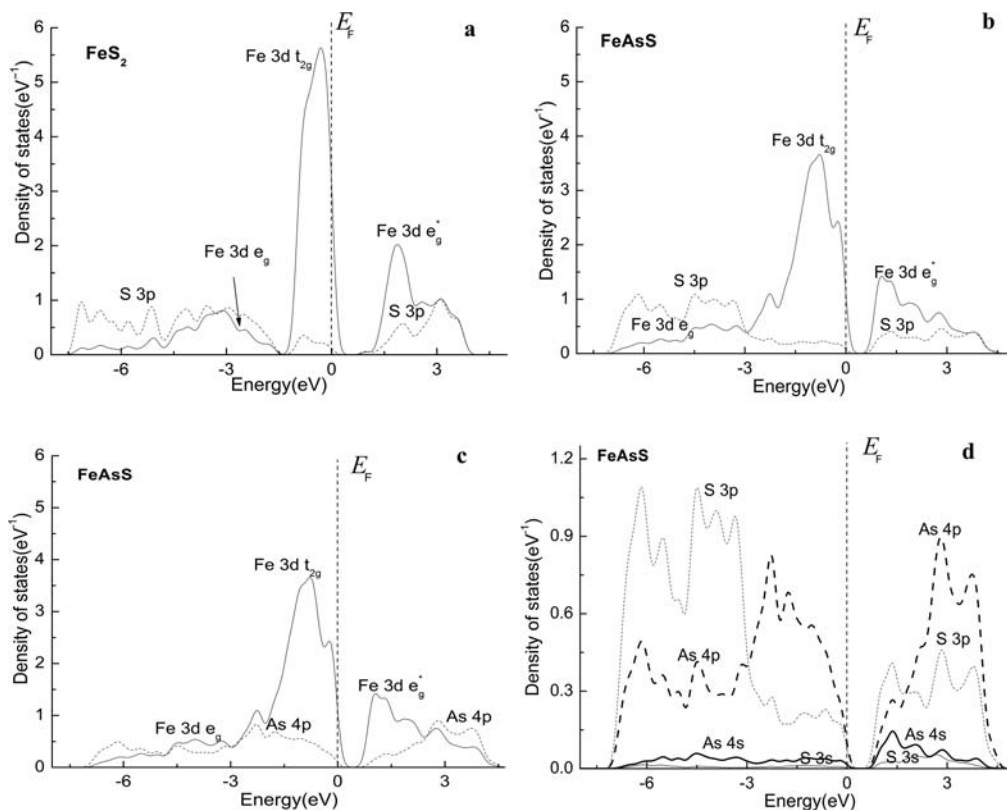 a
E_F
FeS₂
Fe 3d t₂g
Fe 3d e_g
Fe 3d e*_g
S 3p
S 3p
6
5
4
3
2
1
0
-6
-3
0
3
Density of states(eV⁻¹)
Energy(eV)
b
E_F
FeAsS
Fe 3d t₂g
Fe 3d e*_g
S 3p
Fe 3d e_g
S 3p
6
5
4
3
2
1
0
-6
-3
0
3
Density of states(eV⁻¹)
Energy(eV)
c
E_F
FeAsS
Fe 3d t₂g
Fe 3d e*_g
Fe 3d e_g
As 4p
As 4p
6
5
4
3
2
1
0
-6
-3
0
3
Density of states(eV⁻¹)
Energy(eV)
d
E_F
FeAsS
S 3p
As 4p
As 4p
S 3p
As 4s
As 4s
S 3s
S 3s
1.2
0.9
0.6
0.3
0.0
-6
-3
0
3
Density of states(eV⁻¹)
Energy(eV)